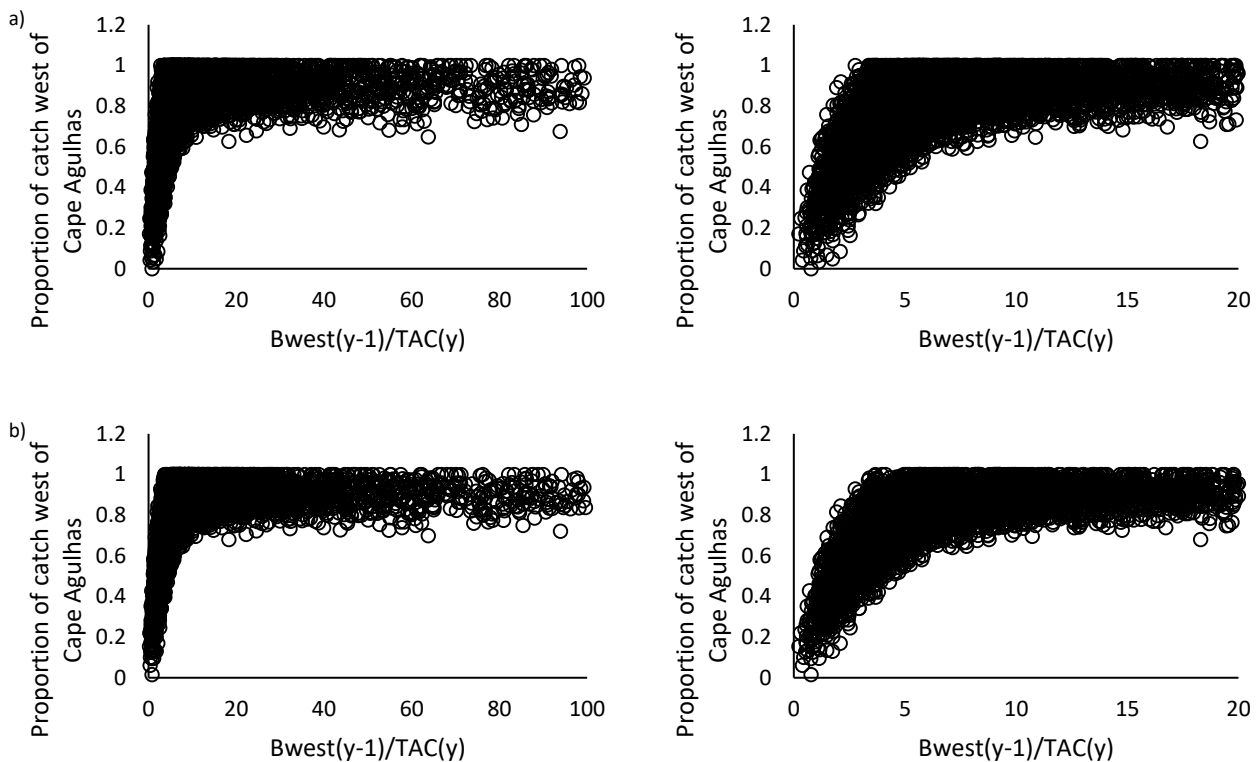 a)
Proportion of catch west of
Cape Agulhas
1.2
1
0.8
0.6
0.4
0.2
0
0 20 40 60 80 100
Bwest(y-1)/TAC(y)
Proportion of catch west of
Cape Agulhas
1.2
1
0.8
0.6
0.4
0.2
0
0 5 10 15 20
Bwest(y-1)/TAC(y)
b)
Proportion of catch west of
Cape Agulhas
1.2
1
0.8
0.6
0.4
0.2
0
0 20 40 60 80 100
Bwest(y-1)/TAC(y)
Proportion of catch west of
Cape Agulhas
1.2
1
0.8
0.6
0.4
0.2
0
0 5 10 15 20
Bwest(y-1)/TAC(y)